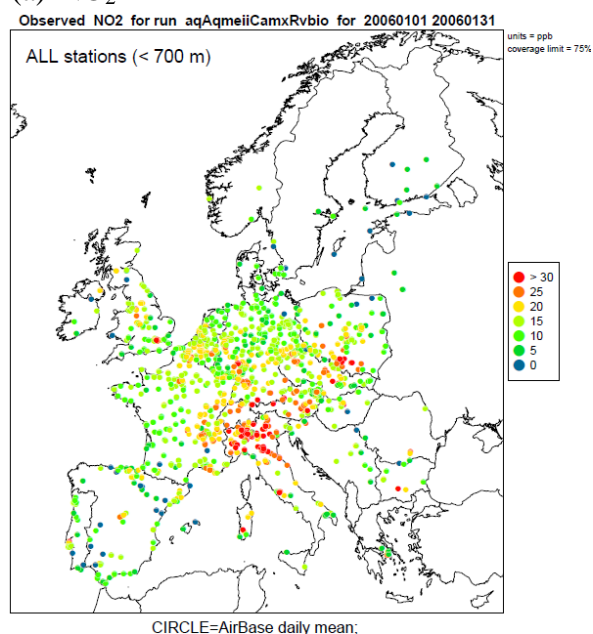 Observed NO2 for run aqAqmeiiCamxRvbio for 20060101 20060131
units = ppb
coverage limit = 75%
ALL stations (< 700 m)
> 30
25
20
15
10
5
0
CIRCLE=AirBase daily mean;